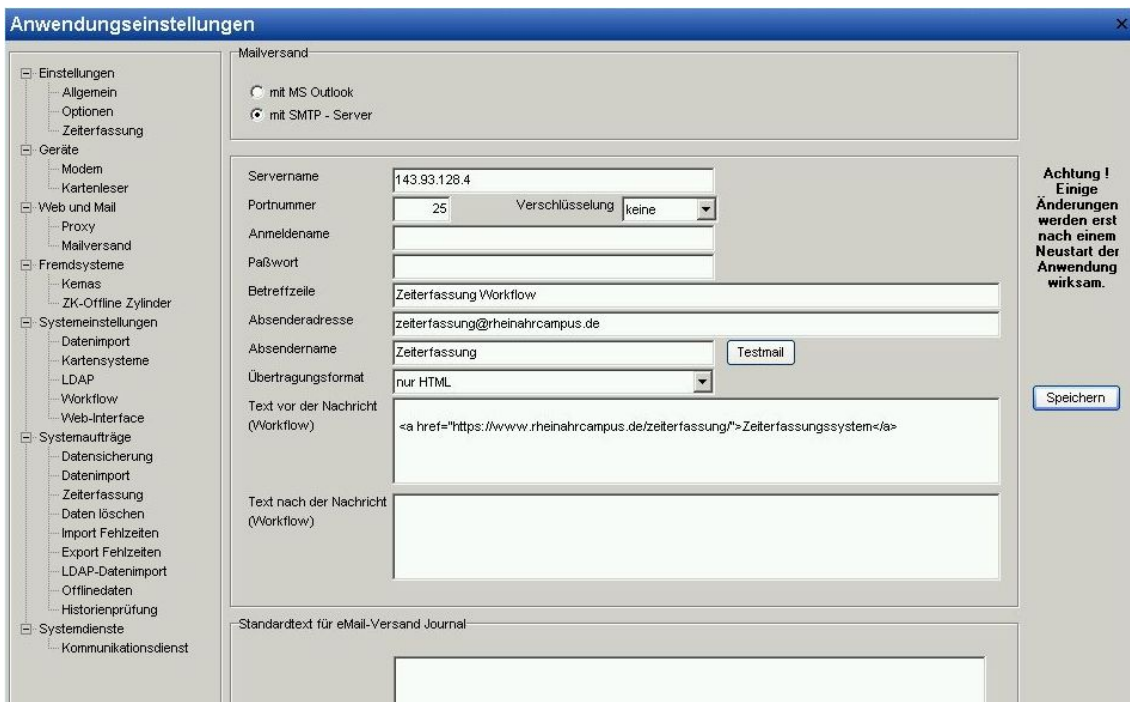 Anwendungseinstellungen
Einstellungen
Allgemein
Optionen
Zeiterfassung
Geräte
Modem
Kartenleser
Web und Mail
Proxy
Mailversand
Fremdsysteme
Kemas
ZK-Offline Zylinder
Systemeinstellungen
Datenimport
Kartensysteme
LDAP
Workflow
Web-Interface
Systemaufträge
Datensicherung
Datenimport
Zeiterfassung
Daten löschen
Import Fehlzeiten
Export Fehlzeiten
LDAP-Datenimport
Offlinedaten
Historienprüfung
Systemdienste
Kommunikationsdienst
Mailversand
mit MS Outlook
mit SMTP - Server
Servername 143.93.128.4
Portnummer 25 Verschlüsselung keine
Anmeldename
Paßwort
Betreffzeile Zeiterfassung Workflow
Absenderadresse zeiterfassung@rheinahrcampus.de
Absendername Zeiterfassung Testmail
Übertragungsformat nur HTML
Text vor der Nachricht
(Workflow)
<a href="https://www.rheinahrcampus.de/zeiterfassung/">Zeiterfassungssystem</a>
Text nach der Nachricht
(Workflow)
Standardtext für eMail-Versand Journal
Achtung !
Einige
Änderungen
werden erst
nach einem
Neustart der
Anwendung
wirksam.
Speichern